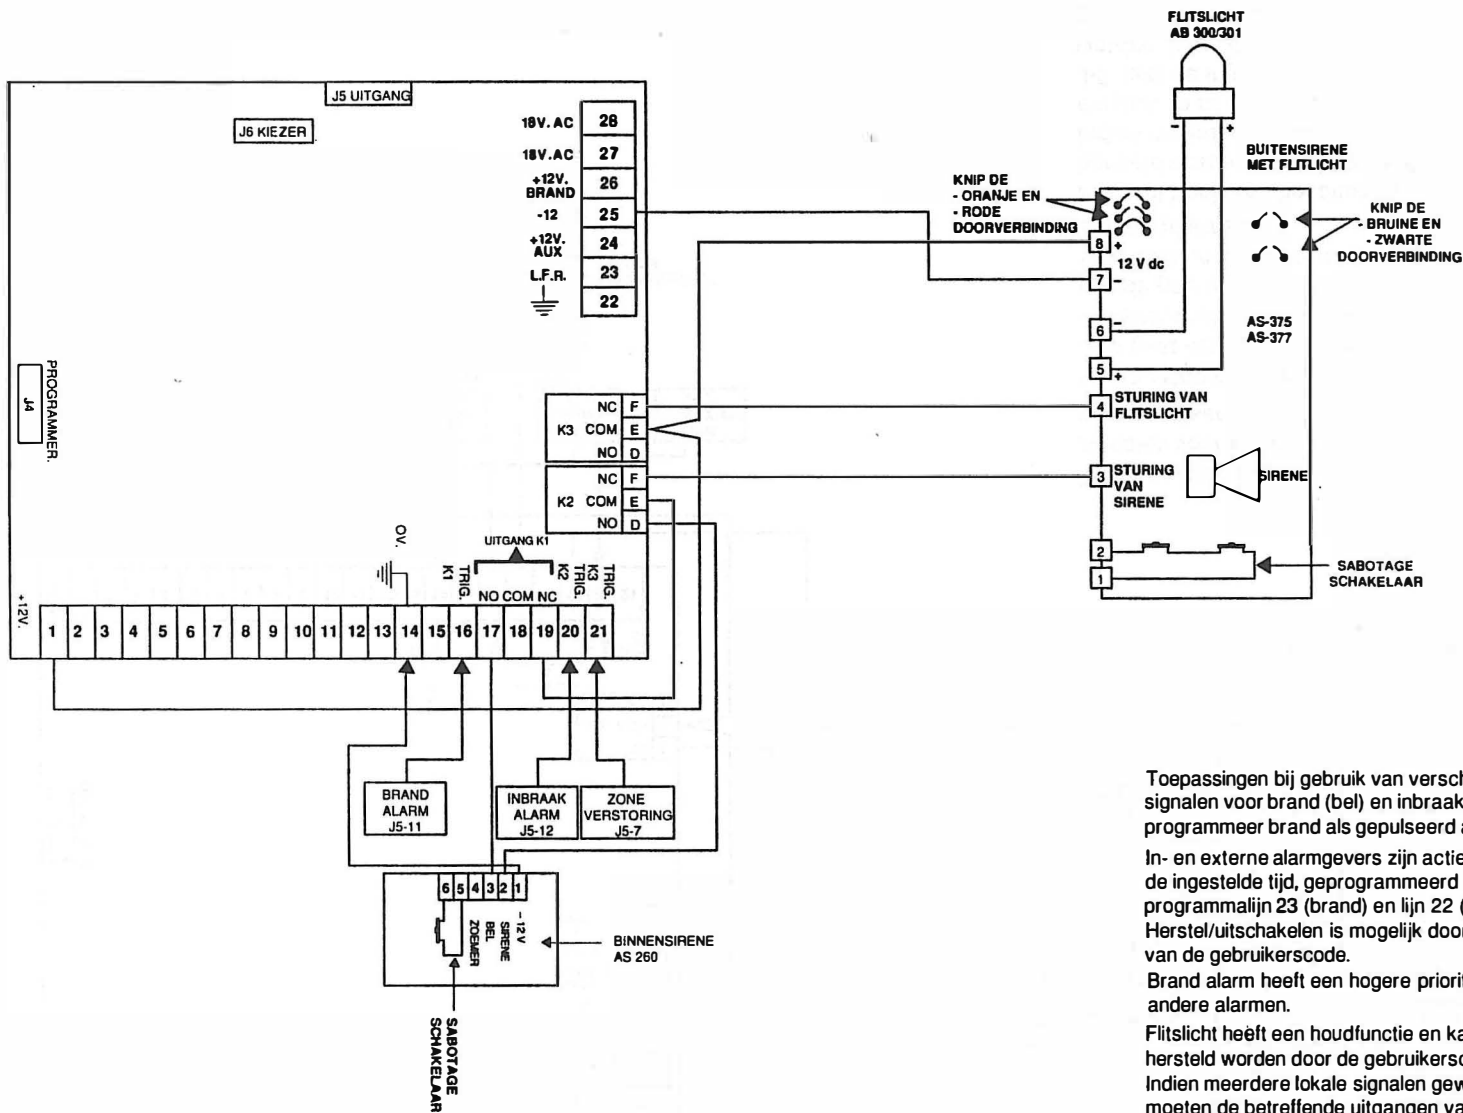 FLITSLICHT
AB 300/301
- +
BUITENSIRENE
MET FLITLICHT
J5 UITGANG
J6 KIEZER
18V. AC 28
18V.AC 27
+12V.
BRAND 26
-12 25
+12V.
AUX 24
L.F.R. 23
22
KNIP DE
- ORANJE EN
- RODE
DOORVERBINDING
KNIP DE
- BRUINE EN
- ZWARTE
DOORVERBINDING
8 +
12 V dc
7 -
6 -
5 +
AS-375
AS-377
4 STURING VAN
FLITSLICHT
3 STURING
VAN
SIRENE
SIRENE
2
1
SABOTAGE
SCHAKELAAR
J4
PROGRAMMER.
NC F
K3 COM E
NO D
NC F
K2 COM E
NO D
UITGANG K1
OV.
TRIG.
K1
NO COM NC
TRIG.
K2
TRIG.
K3
+12V.
1 2 3 4 5 6 7 8 9 10 11 12 13 14 15 16 17 18 19 20 21
BRAND
ALARM
J5-11
INBRAAK
ALARM
J5-12
ZONE
VERSTORING
J5-7
6 5 4 3 2 1
- 12 V
SIRENE
BEL
ZOEMER
BINNENSIRENE
AS 260
SABOTAGE
SCHAKELAAR
Toepassingen bij gebruik van versch
signalen voor brand (bel) en inbraak
programmeer brand als gepulseerd a
In- en externe alarmgevers zijn actie
de ingestelde tijd, geprogrammeerd
programmalijn 23 (brand) en lijn 22 (
Herstel/uitschakelen is mogelijk door
van de gebruikerscode.
Brand alarm heeft een hogere priorit
andere alarmen.
Flitslicht heeft een houdfunctie en ka
hersteld worden door de gebruikersc
Indien meerdere lokale signalen gew
moeten de betreffende uitgangen va